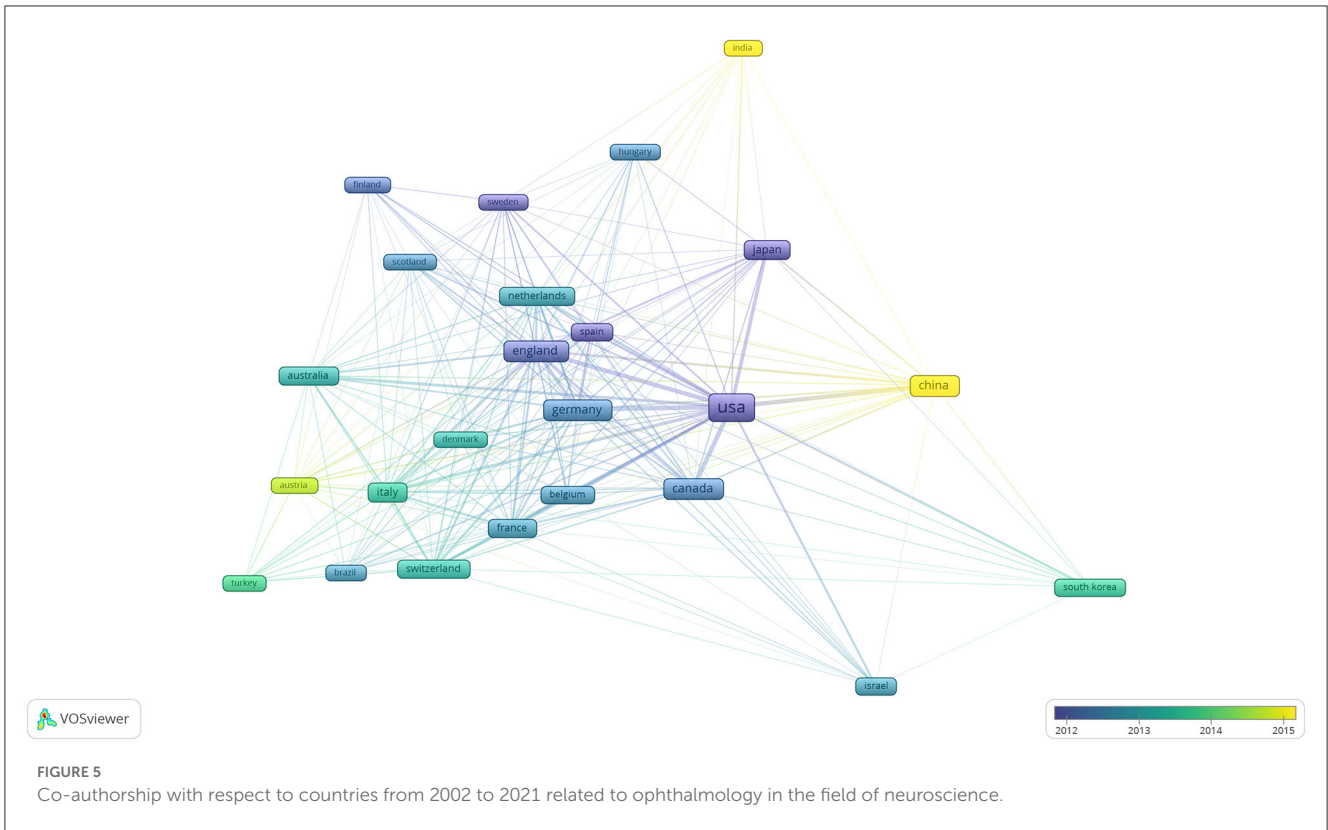 india
hungary
finland
sweden
japan
scotland
netherlands
spain
england
australia
china
usa
germany
denmark
austria
italy
canada
belgium
france
switzerland
brazil
turkey
south korea
israel
VOSviewer
2012 2013 2014 2015
FIGURE 5
Co-authorship with respect to countries from 2002 to 2021 related to ophthalmology in the field of neuroscience.